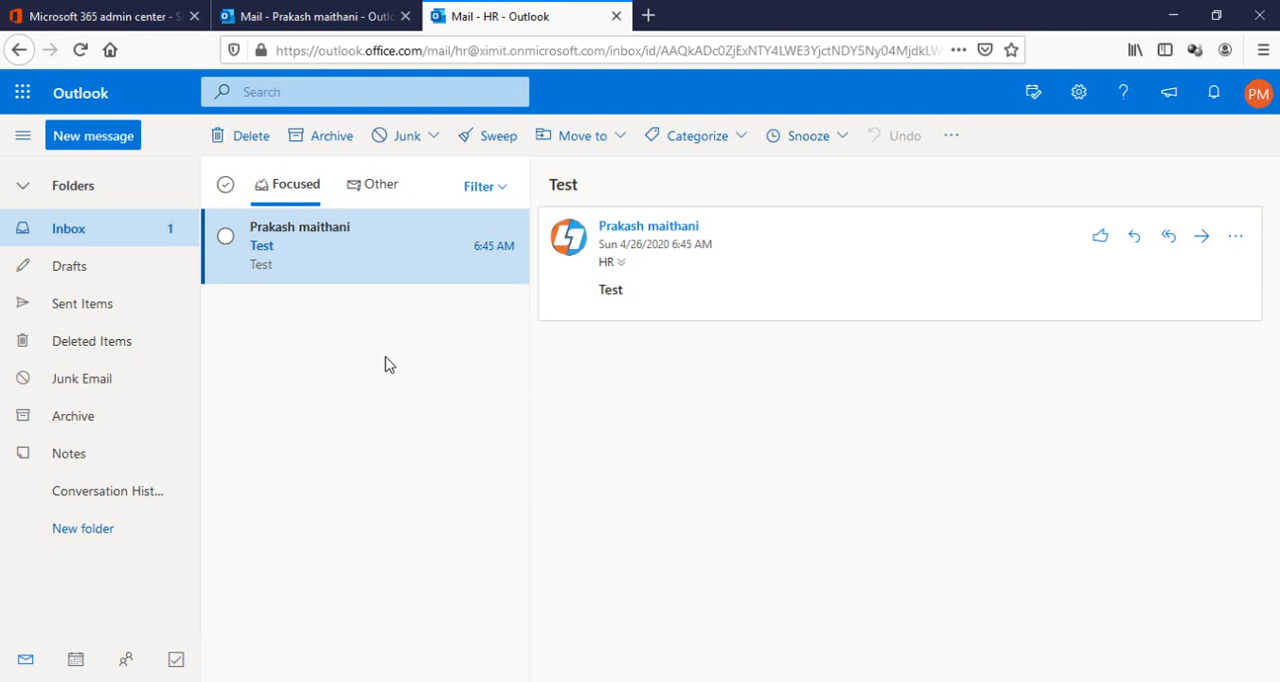 Microsoft 365 admin center - S
Mail - Prakash maithani - Outlo
Mail - HR - Outlook
https://outlook.office.com/mail/hr@ximit.onmicrosoft.com/inbox/id/AAQkADc0ZjExNTY4LWE3YjctNDY5Ny04MjdkLW
Outlook
Search
PM
New message
Delete
Archive
Junk
Sweep
Move to
Categorize
Snooze
Undo
Folders
Focused
Other
Filter
Test
Inbox 1
Prakash maithani
Test 6:45 AM
Test
Prakash maithani
Sun 4/26/2020 6:45 AM
HR
Test
Drafts
Sent Items
Deleted Items
Junk Email
Archive
Notes
Conversation Hist...
New folder